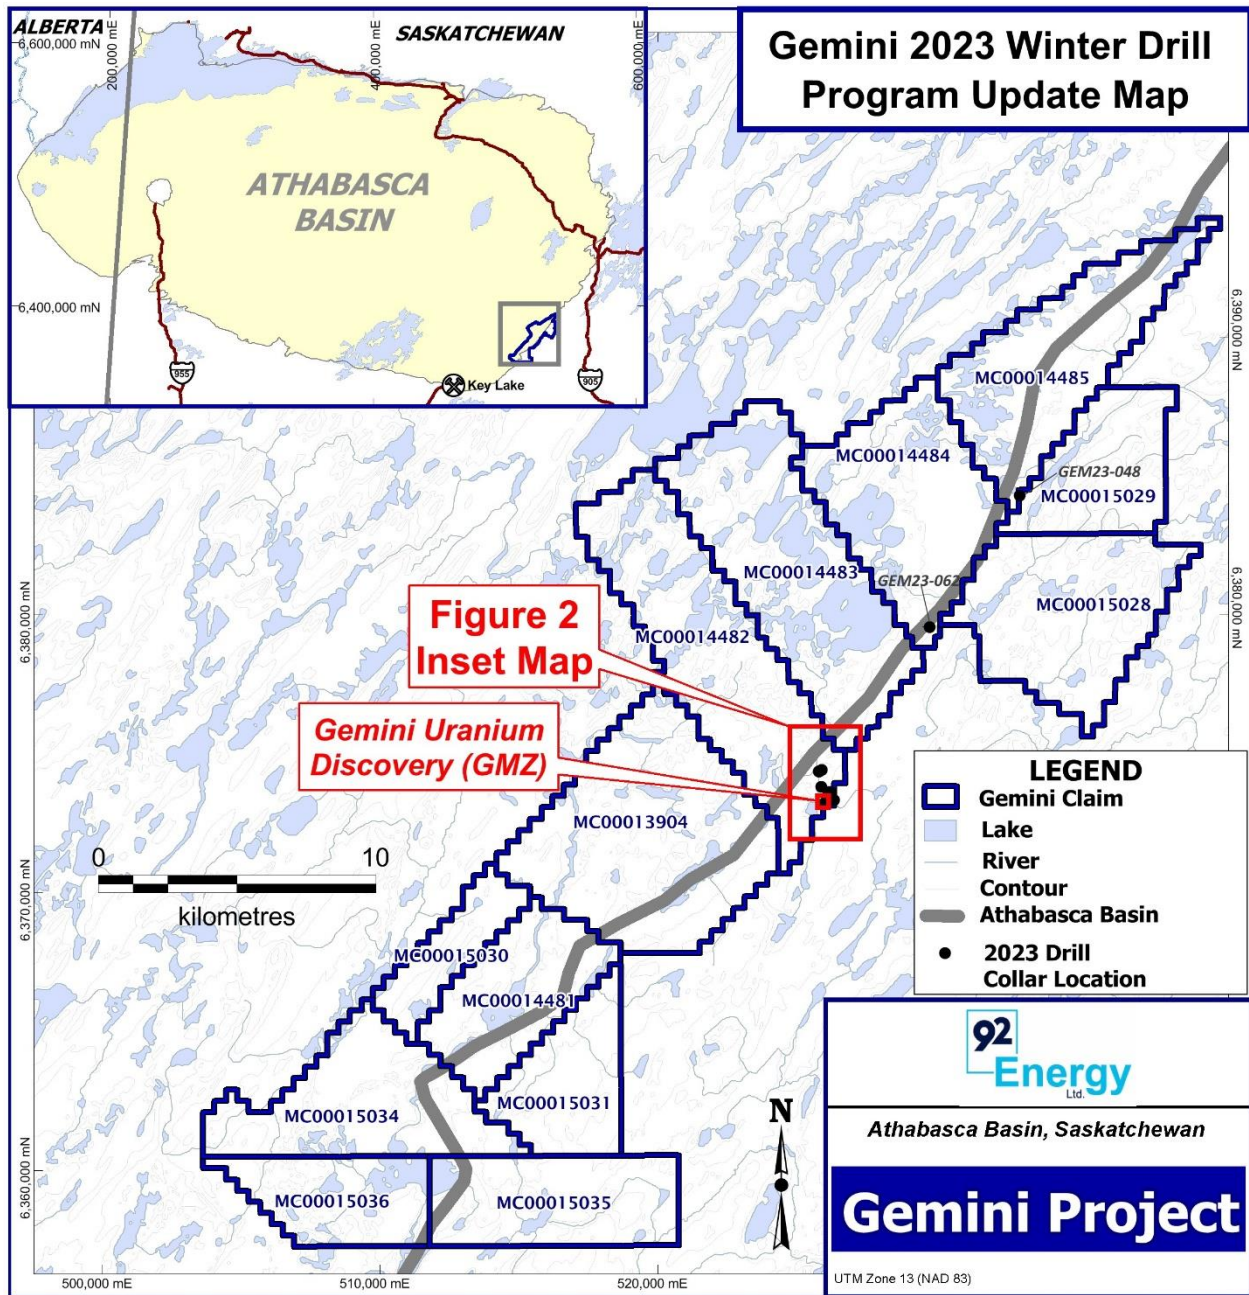 Gemini 2023 Winter Drill
Program Update Map
ALBERTA
SASKATCHEWAN
6,600,000 mN
200,000 mE
400,000 mE
600,000 mE
ATHABASCA
BASIN
6,400,000 mN
955
Key Lake
905
6,390,000 mN
MC00014485
MC00014484
GEM23-048
MC00015029
MC00014483
GEM23-062
MC00015028
6,380,000 mN
6,380,000 mN
Figure 2
Inset Map
MC00014482
Gemini Uranium
Discovery (GMZ)
MC00013904
0
10
kilometres
6,370,000 mN
LEGEND
Gemini Claim
Lake
River
Contour
Athabasca Basin
2023 Drill
Collar Location
MC00015030
MC00014481
MC00015034
MC00015031
MC00015036
MC00015035
6,360,000 mN
N
92
Energy
Ltd.
Athabasca Basin, Saskatchewan
Gemini Project
UTM Zone 13 (NAD 83)
500,000 mE
510,000 mE
520,000 mE